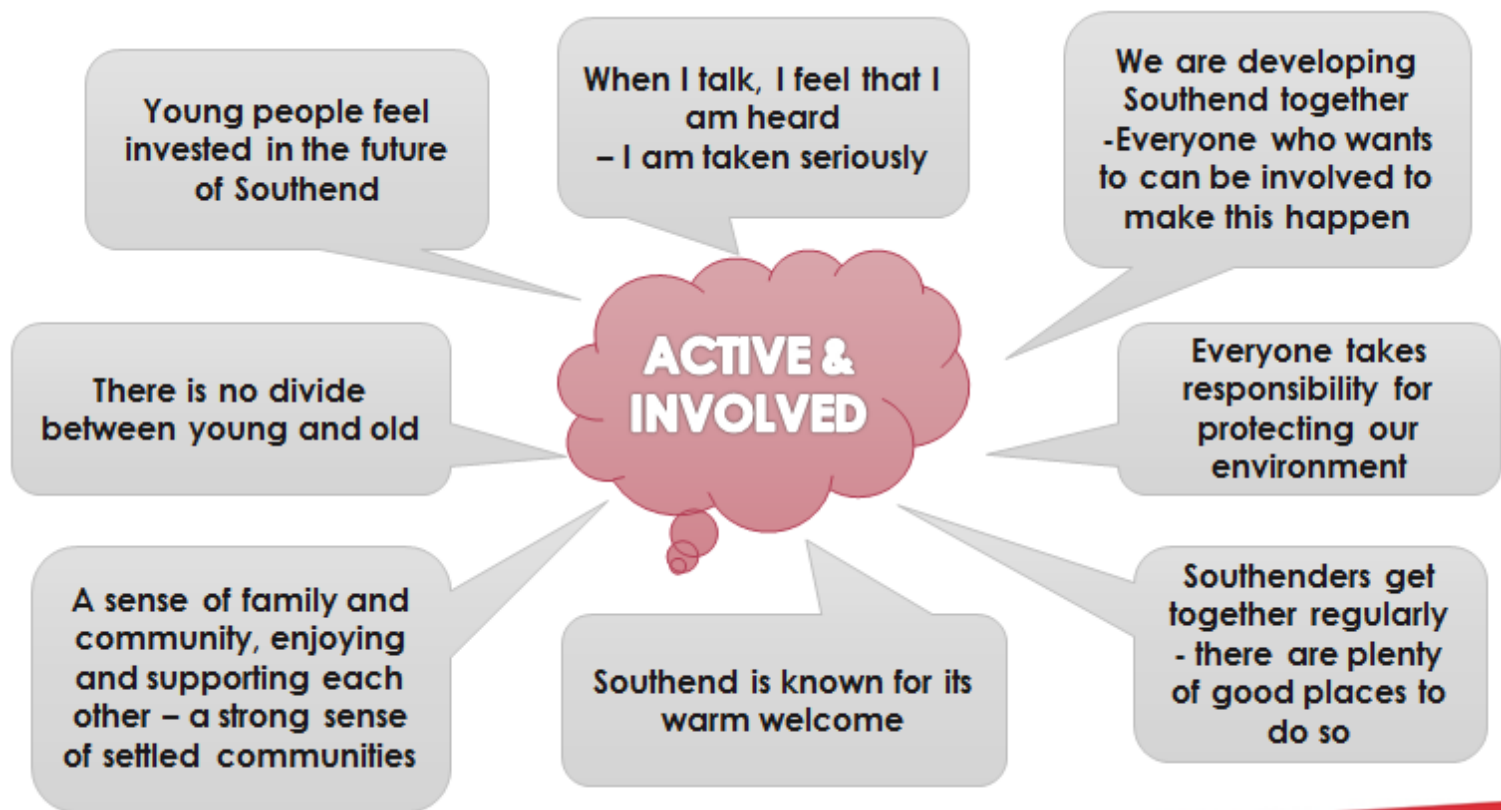 Young people feel
invested in the future
of Southend
When I talk, I feel that I
am heard
– I am taken seriously
We are developing
Southend together
-Everyone who wants
to can be involved to
make this happen
ACTIVE &
INVOLVED
There is no divide
between young and old
Everyone takes
responsibility for
protecting our
environment
A sense of family and
community, enjoying
and supporting each
other – a strong sense
of settled communities
Southend is known for its
warm welcome
Southenders get
together regularly
- there are plenty
of good places to
do so